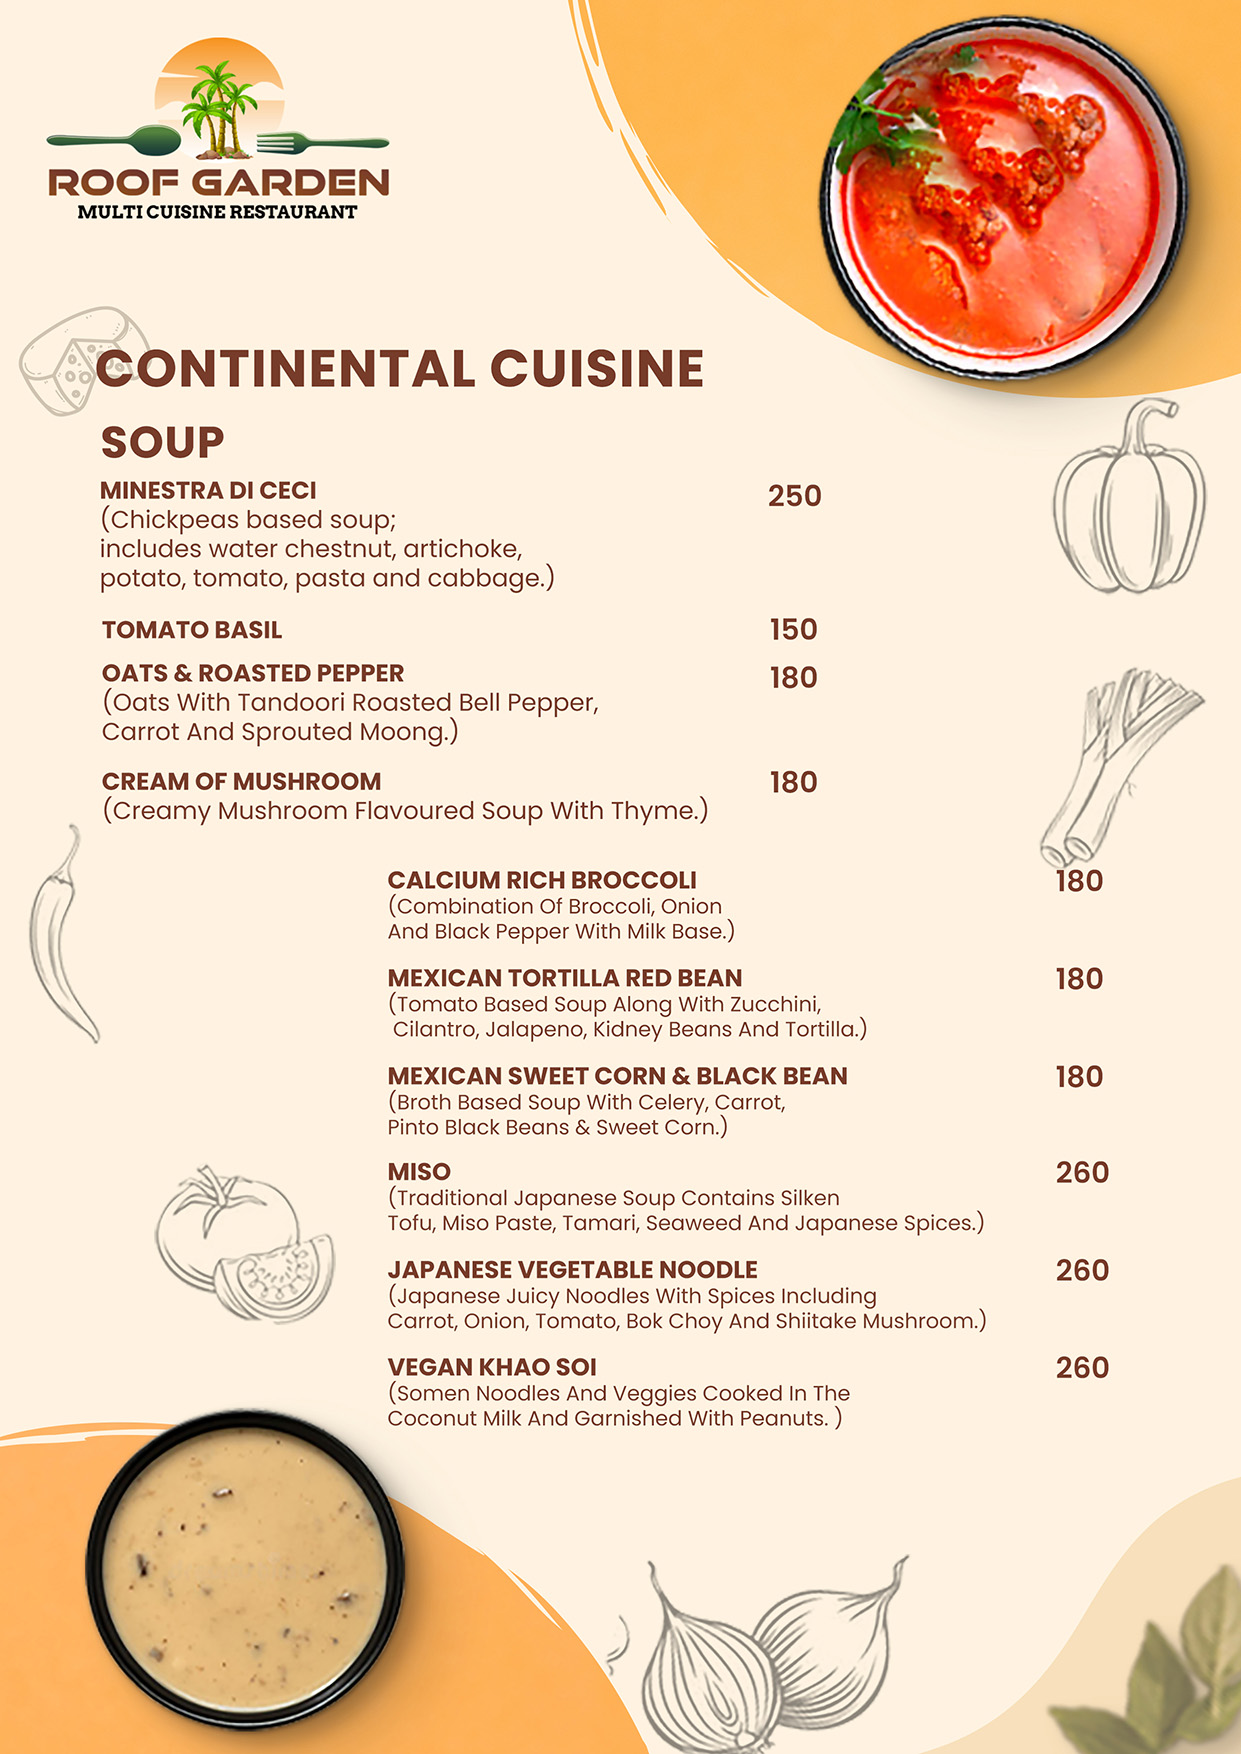 ROOF GARDEN
MULTI CUISINE RESTAURANT
CONTINENTAL CUISINE
SOUP
MINESTRA DI CECI 250
(Chickpeas based soup;
includes water chestnut, artichoke,
potato, tomato, pasta and cabbage.)
TOMATO BASIL 150
OATS & ROASTED PEPPER 180
(Oats With Tandoori Roasted Bell Pepper,
Carrot And Sprouted Moong.)
CREAM OF MUSHROOM 180
(Creamy Mushroom Flavoured Soup With Thyme.)
CALCIUM RICH BROCCOLI 180
(Combination Of Broccoli, Onion
And Black Pepper With Milk Base.)
MEXICAN TORTILLA RED BEAN 180
(Tomato Based Soup Along With Zucchini,
Cilantro, Jalapeno, Kidney Beans And Tortilla.)
MEXICAN SWEET CORN & BLACK BEAN 180
(Broth Based Soup With Celery, Carrot,
Pinto Black Beans & Sweet Corn.)
MISO 260
(Traditional Japanese Soup Contains Silken
Tofu, Miso Paste, Tamari, Seaweed And Japanese Spices.)
JAPANESE VEGETABLE NOODLE 260
(Japanese Juicy Noodles With Spices Including
Carrot, Onion, Tomato, Bok Choy And Shiitake Mushroom.)
VEGAN KHAO SOI 260
(Somen Noodles And Veggies Cooked In The
Coconut Milk And Garnished With Peanuts. )